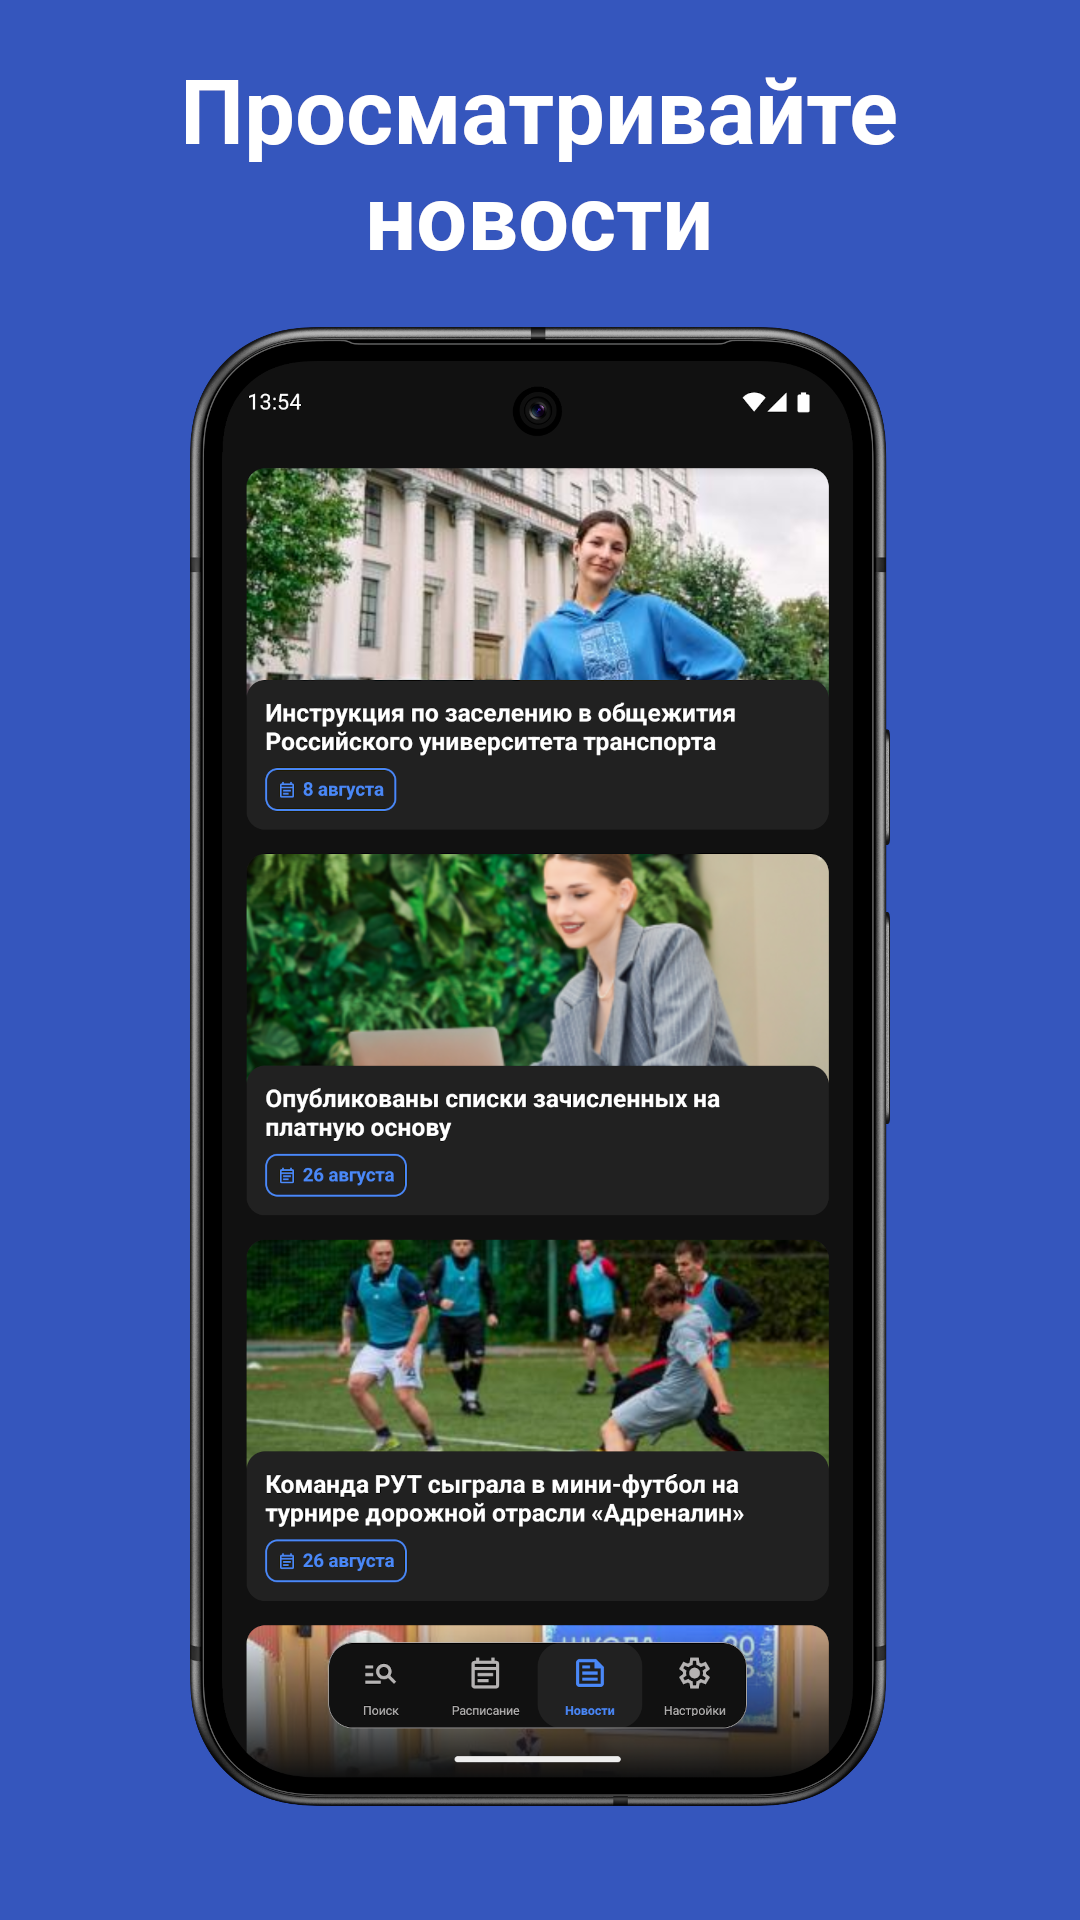 Просматривайте
новости
13:54
Инструкция по заселению в общежития
Российского университета транспорта
8 августа
Опубликованы списки зачисленных на
платную основу
26 августа
Команда РУТ сыграла в мини-футбол на
турнире дорожной отрасли «Адреналин»
26 августа
Поиск
Расписание
Новости
Настройки